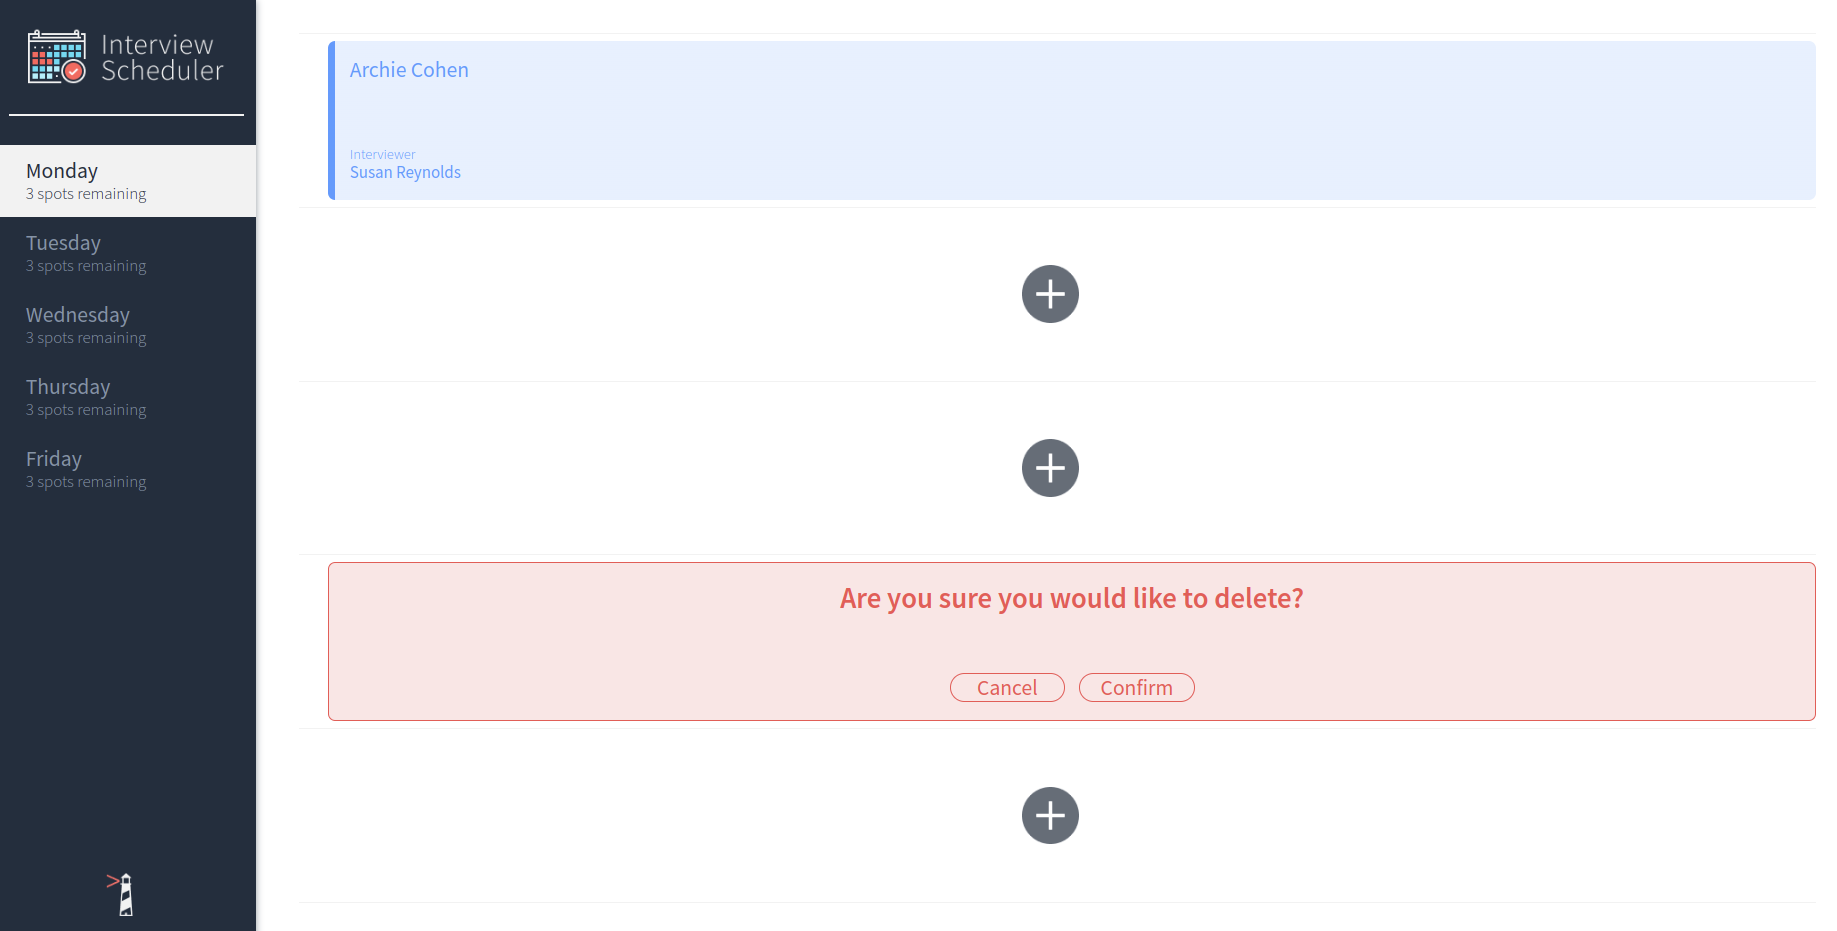 Interview
Scheduler
Monday
3 spots remaining
Tuesday
3 spots remaining
Wednesday
3 spots remaining
Thursday
3 spots remaining
Friday
3 spots remaining
Archie Cohen
Interviewer
Susan Reynolds
Are you sure you would like to delete?
Cancel
Confirm